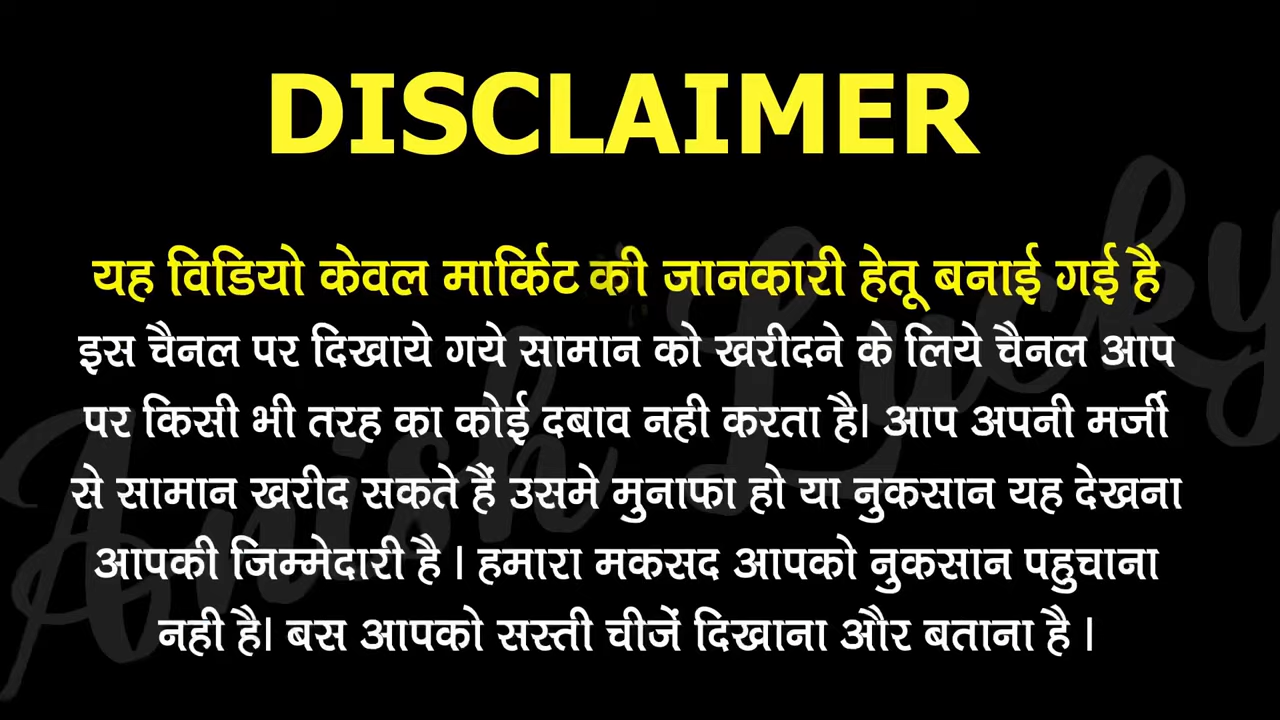 DISCLAIMER
यह विडियो केवल मार्किट की जानकारी हेतू बनाई गई है
इस चैनल पर दिखाये गये सामान को खरीदने के लिये चैनल आप
पर किसी भी तरह का कोई दबाव नही करता है। आप अपनी मर्जी
से सामान खरीद सकते हैं उसमे मुनाफा हो या नुकसान यह देखना
आपकी जिम्मेदारी है । हमारा मकसद आपको नुकसान पहुचाना
नही है। बस आपको सस्ती चीजें दिखाना और बताना है ।
Anish Lucky